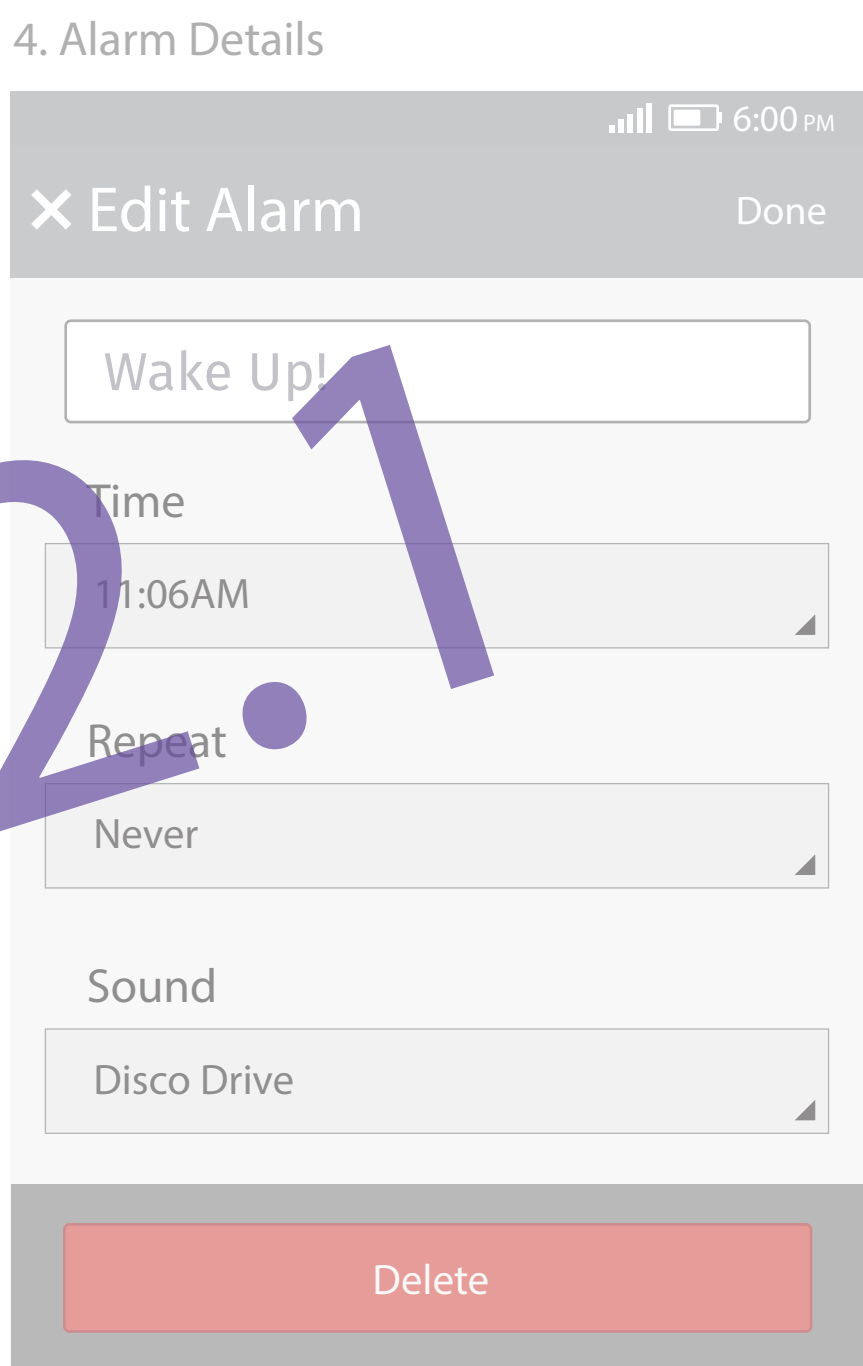 4. Alarm Details
6:00 PM
Edit Alarm
Done
Wake Up!
Time
11:06AM
Repeat
Never
Sound
Disco Drive
Delete
2.1